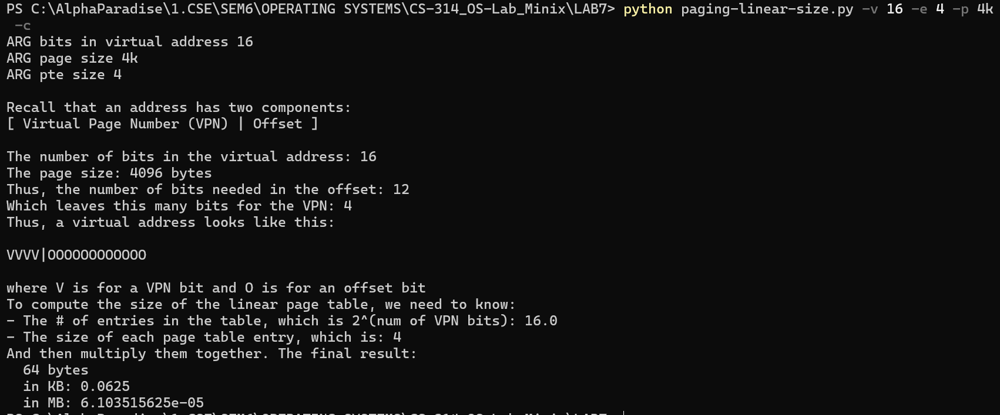 PS C:\AlphaParadise\1.CSE\SEM6\OPERATING SYSTEMS\CS-314_OS-Lab_Minix\LAB7> python paging-linear-size.py -v 16 -e 4 -p 4k
-c
ARG bits in virtual address 16
ARG page size 4k
ARG pte size 4
Recall that an address has two components:
[ Virtual Page Number (VPN) | Offset ]
The number of bits in the virtual address: 16
The page size: 4096 bytes
Thus, the number of bits needed in the offset: 12
Which leaves this many bits for the VPN: 4
Thus, a virtual address looks like this:
VVVV|OOOOOOOOOOOO
where V is for a VPN bit and O is for an offset bit
To compute the size of the linear page table, we need to know:
- The # of entries in the table, which is 2^(num of VPN bits): 16.0
- The size of each page table entry, which is: 4
And then multiply them together. The final result:
64 bytes
in KB: 0.0625
in MB: 6.103515625e-05